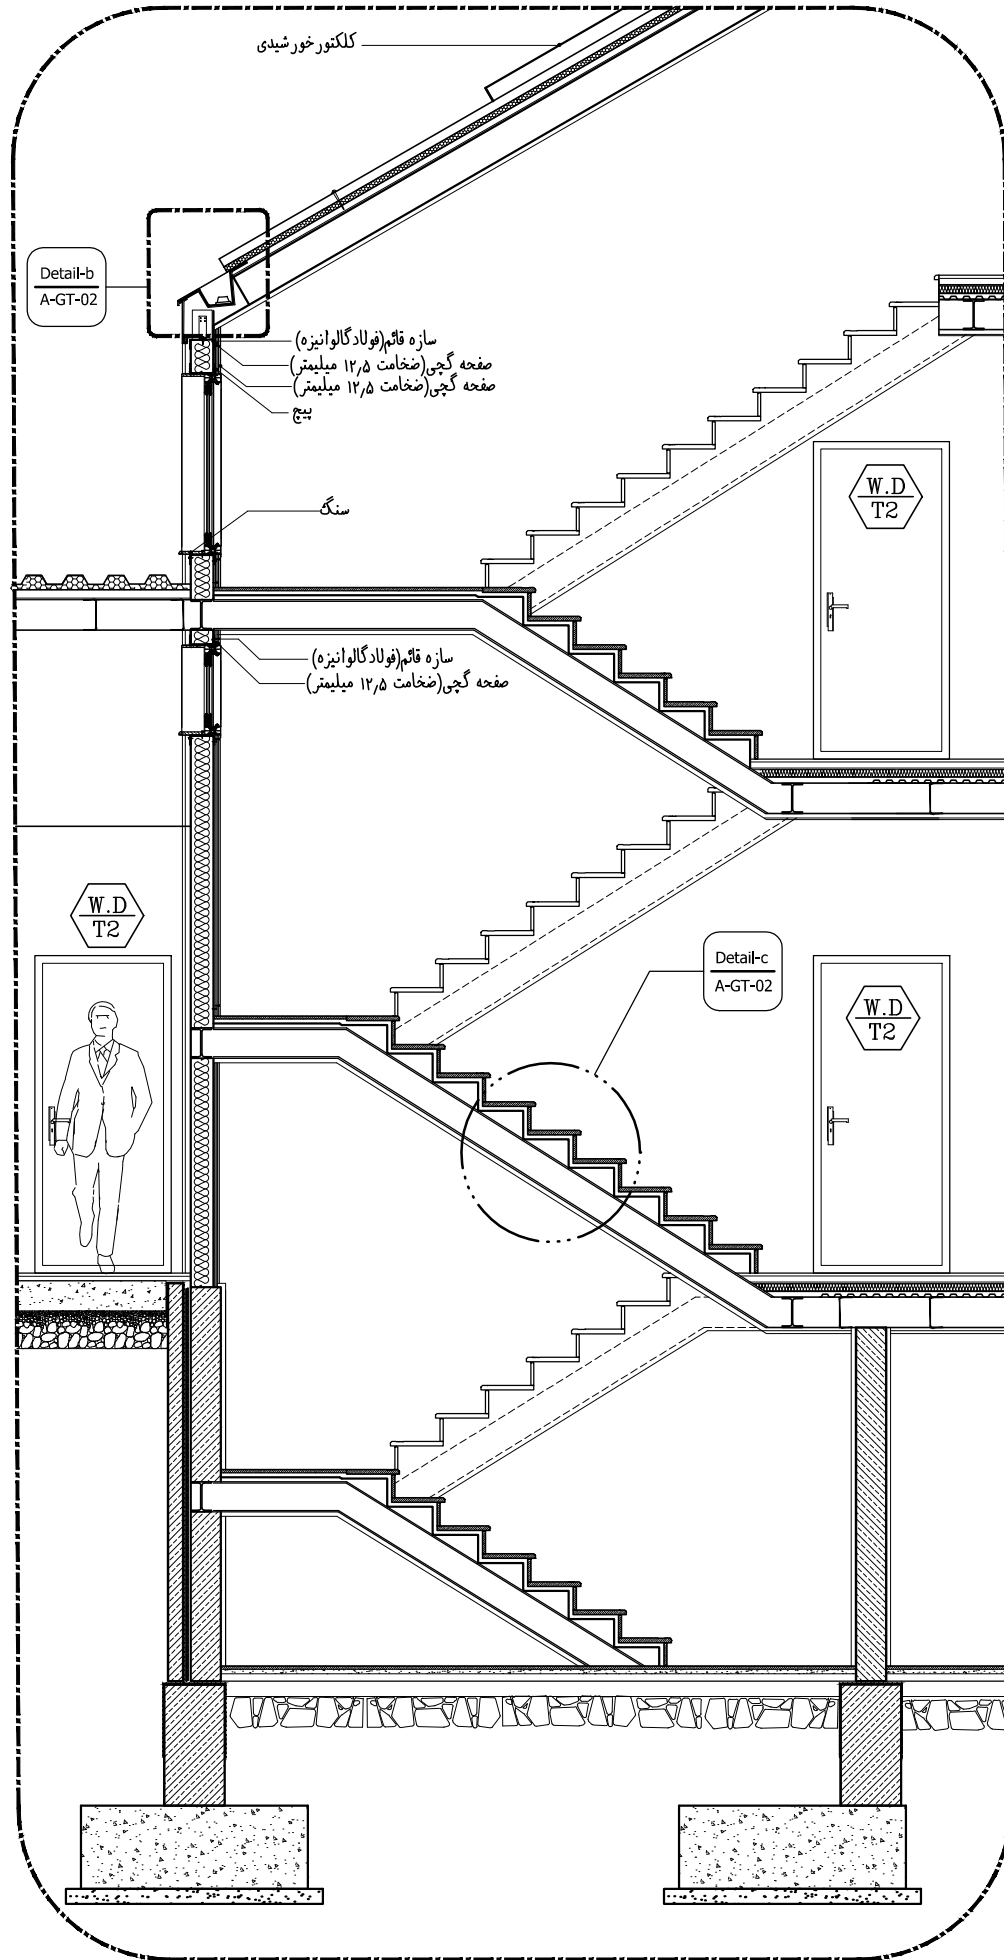 کلکتور خورشیدی
Detail-b
A-GT-02
سازه قائم(فولادگالوانیزه)
صفحه گچی(ضخامت ۱۲٫۵ میلیمتر)
صفحه گچی(ضخامت ۱۲٫۵ میلیمتر)
پیچ
W.D
T2
سنگ
سازه قائم(فولادگالوانیزه)
صفحه گچی(ضخامت ۱۲٫۵ میلیمتر)
W.D
T2
Detail-c
A-GT-02
W.D
T2